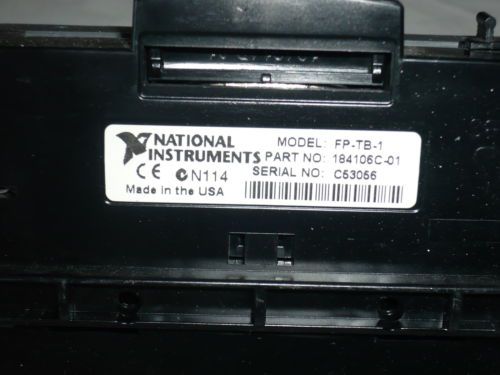 NATIONAL INSTRUMENTS
MODEL: FP-TB-1
PART NO: 184106C-01
SERIAL NO: C53056
CE N114
Made in the USA